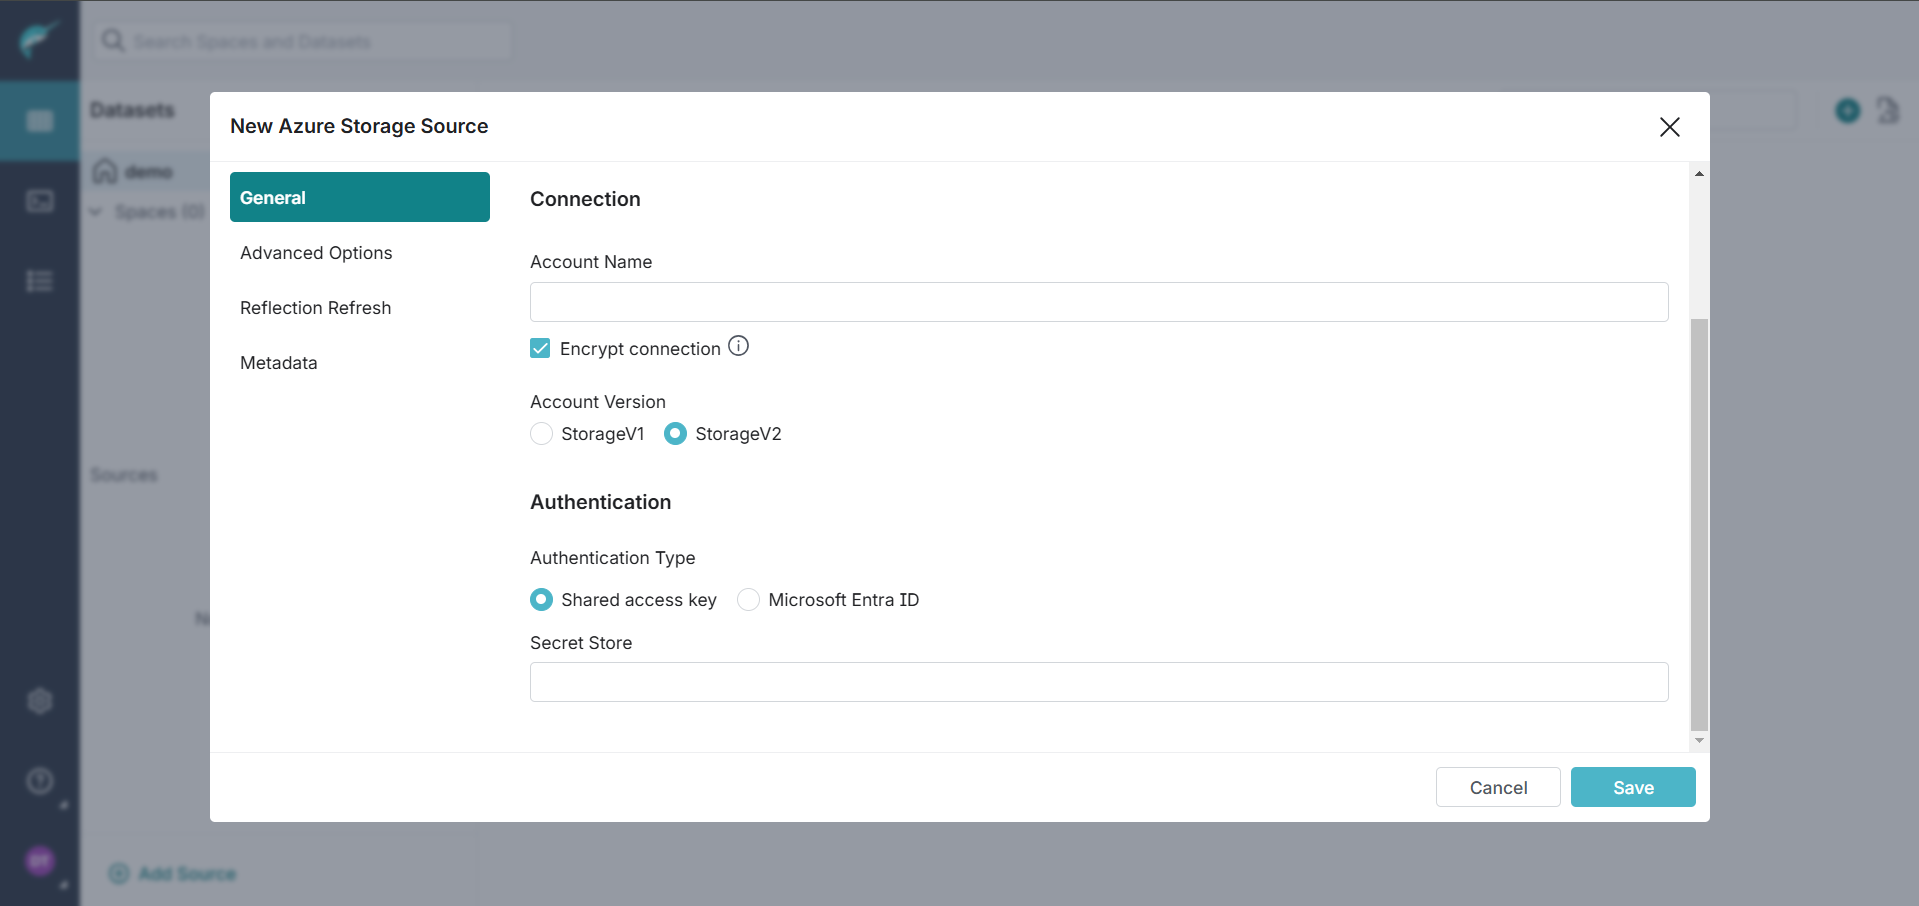 Search Spaces and Datasets
Datasets
demo
Spaces (0)
Sources
Add Source
New Azure Storage Source
General
Advanced Options
Reflection Refresh
Metadata
Connection
Account Name
Encrypt connection
Account Version
StorageV1 StorageV2
Authentication
Authentication Type
Shared access key Microsoft Entra ID
Secret Store
Cancel Save